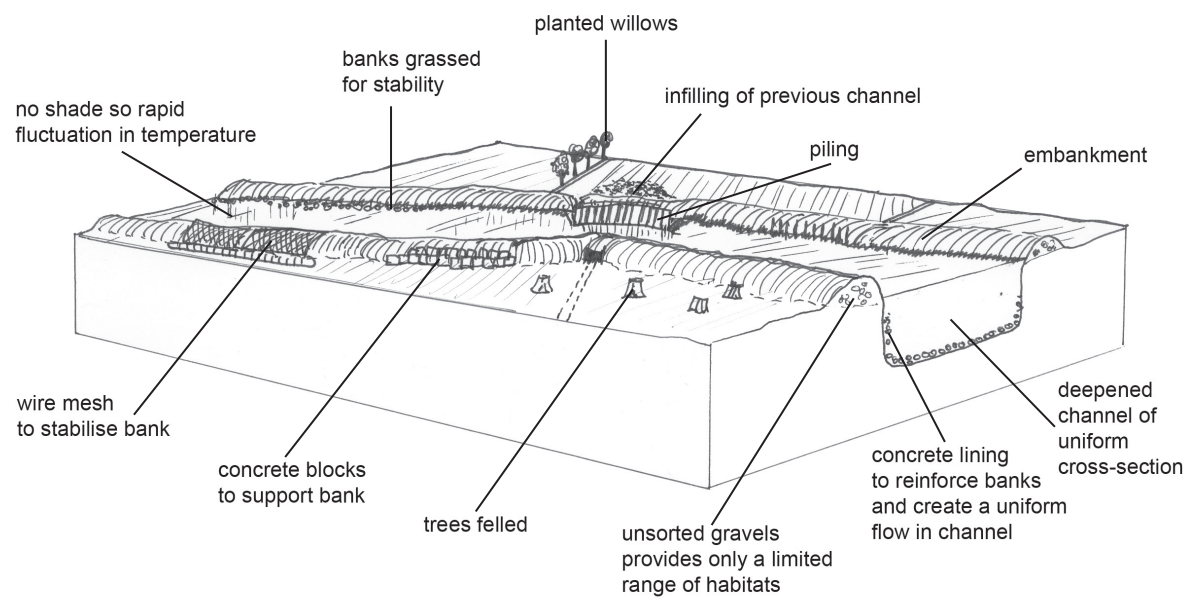 planted willows
banks grassed
for stability
no shade so rapid
fluctuation in temperature
infilling of previous channel
piling
embankment
wire mesh
to stabilise bank
concrete blocks
to support bank
trees felled
unsorted gravels
provides only a limited
range of habitats
concrete lining
to reinforce banks
and create a uniform
flow in channel
deepened
channel of
uniform
cross-section